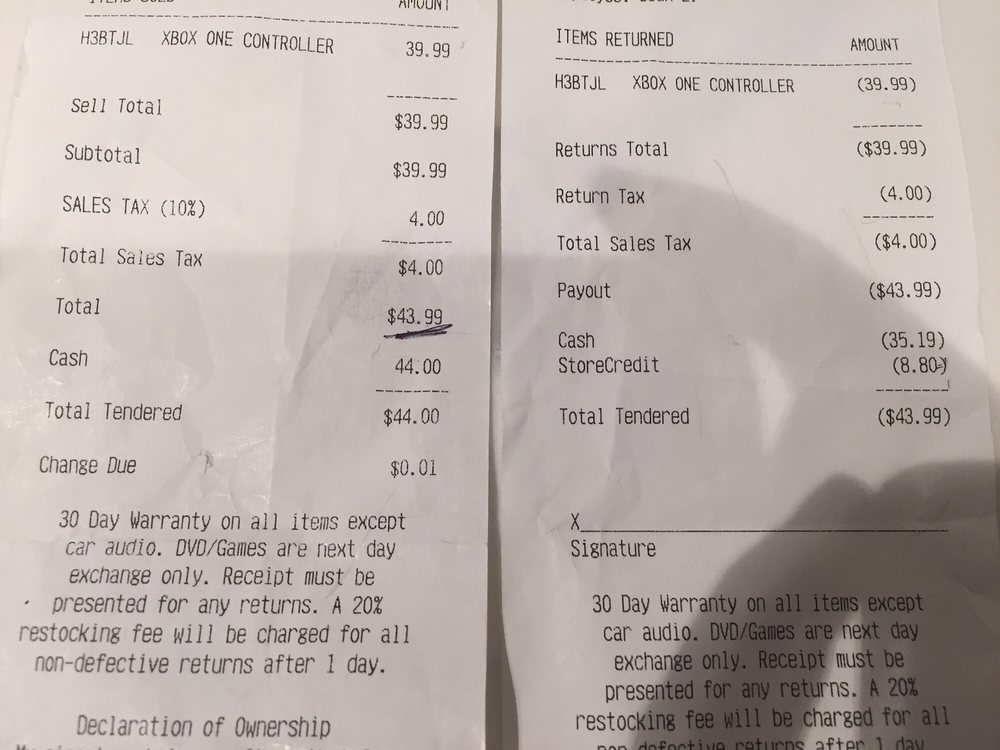 AMOUNT
H3BTJL XBOX ONE CONTROLLER 39.99
Sell Total $39.99
Subtotal $39.99
SALES TAX (10%) 4.00
Total Sales Tax $4.00
Total $43.99
Cash 44.00
Total Tendered $44.00
Change Due $0.01
30 Day Warranty on all items except
car audio. DVD/Games are next day
exchange only. Receipt must be
presented for any returns. A 20%
restocking fee will be charged for all
non-defective returns after 1 day.
Declaration of Ownership
ITEMS RETURNED AMOUNT
H3BTJL XBOX ONE CONTROLLER (39.99)
Returns Total ($39.99)
Return Tax (4.00)
Total Sales Tax ($4.00)
Payout ($43.99)
Cash (35.19)
StoreCredit (8.80)
Total Tendered ($43.99)
X
Signature
30 Day Warranty on all items except
car audio. DVD/Games are next day
exchange only. Receipt must be
presented for any returns. A 20%
restocking fee will be charged for all
non-defective returns after 1 day